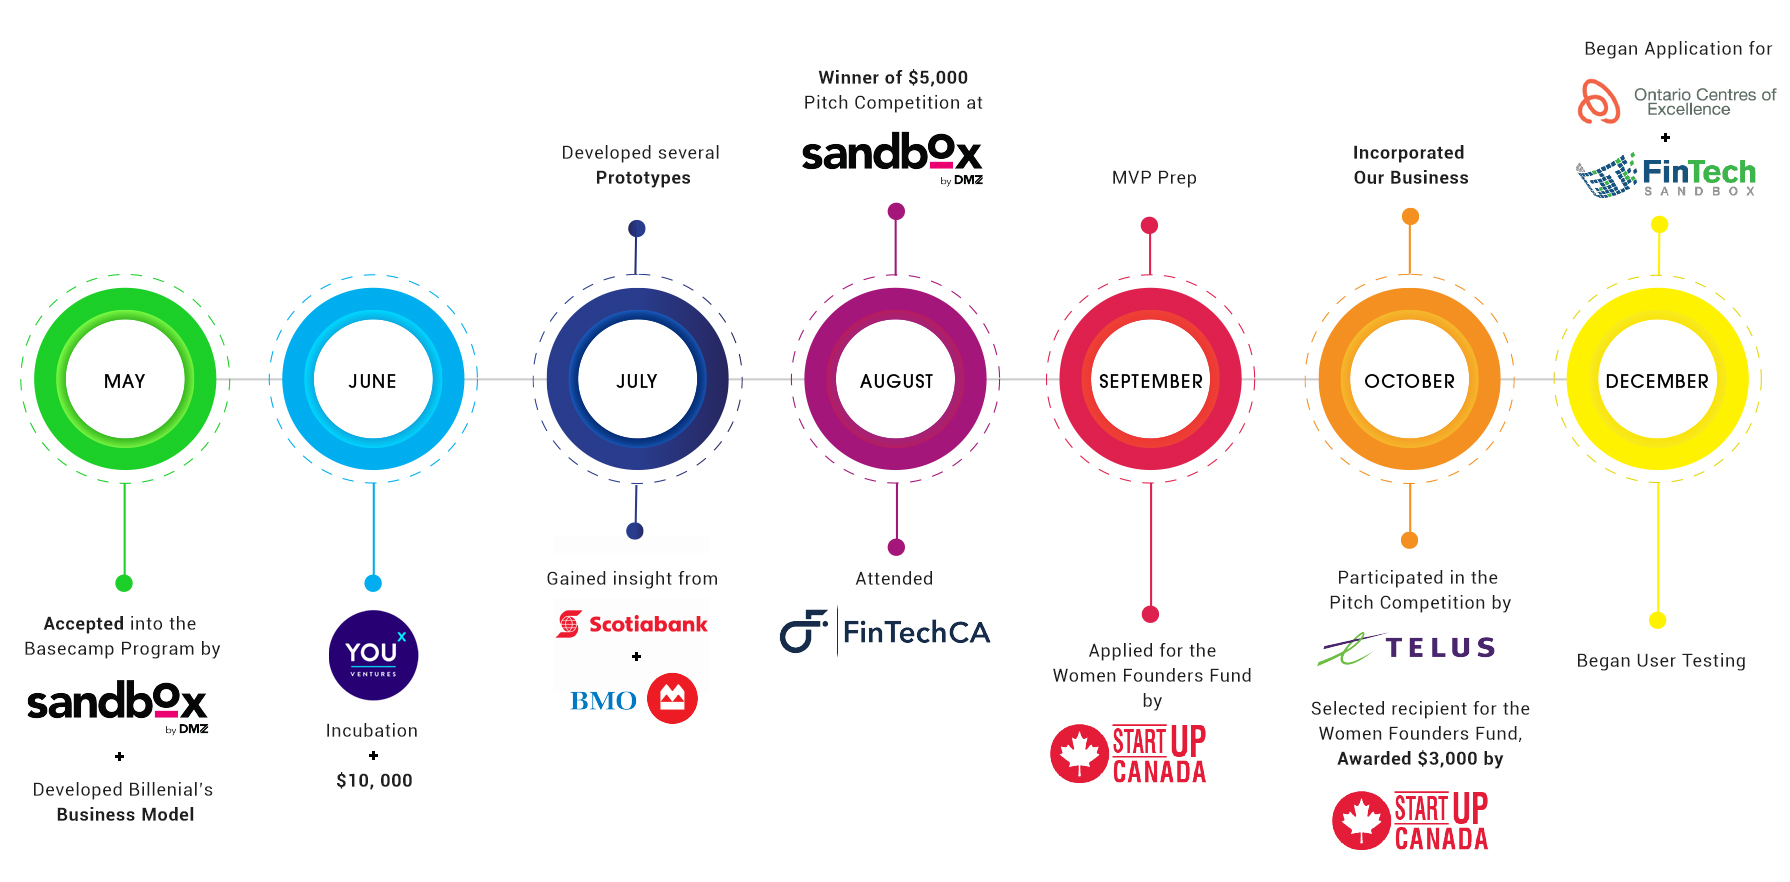 MAY
Accepted into the
Basecamp Program by
sandbox
by DMZ
+
Developed Billenial's
Business Model
JUNE
YOU X
VENTURES
Incubation
+
$10, 000
Developed several
Prototypes
JULY
Gained insight from
Scotiabank
+
BMO
Winner of $5,000
Pitch Competition at
sandbox
by DMZ
AUGUST
Attended
FinTechCA
MVP Prep
SEPTEMBER
Applied for the
Women Founders Fund
by
START UP
CANADA
Incorporated
Our Business
OCTOBER
Participated in the
Pitch Competition by
TELUS
Selected recipient for the
Women Founders Fund,
Awarded $3,000 by
START UP
CANADA
Began Application for
Ontario Centres of
Excellence
+
FinTech
SANDBOX
DECEMBER
Began User Testing